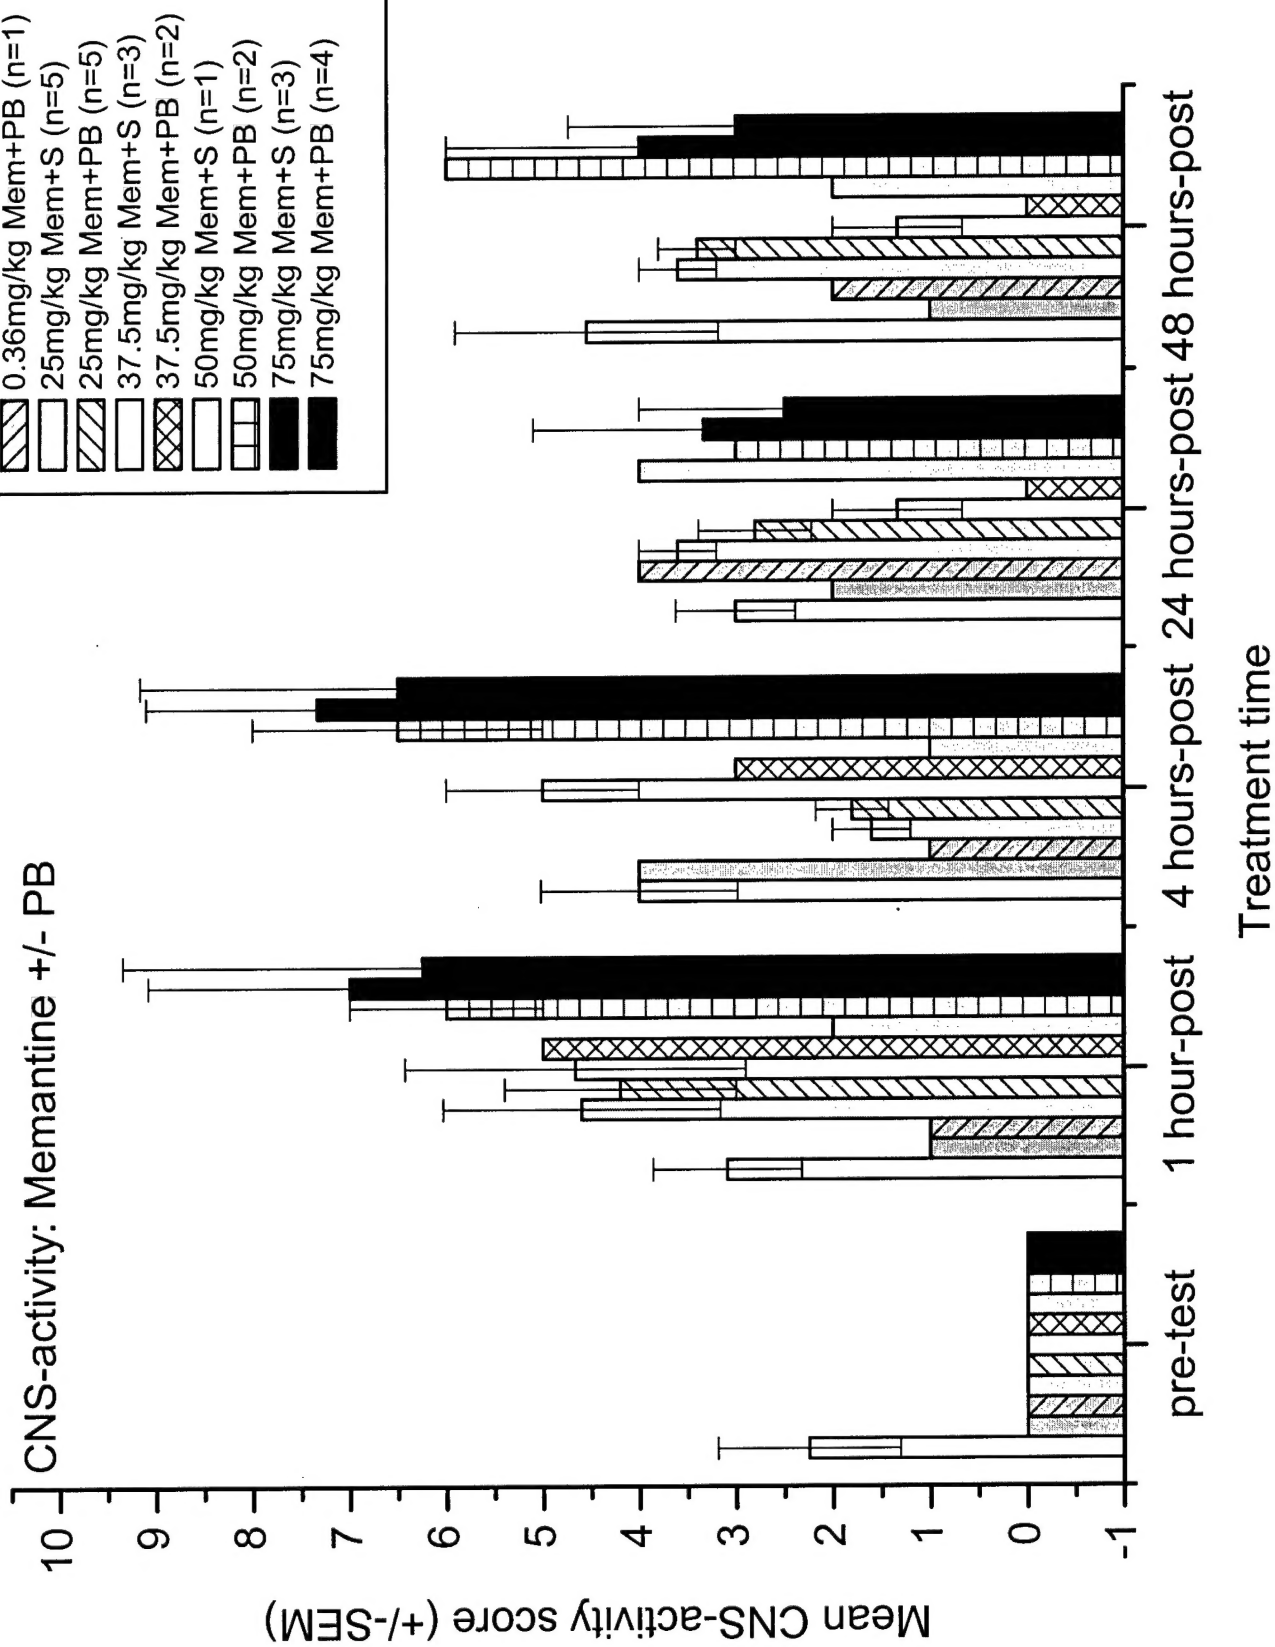 CNS-activity: Memantine +/- PB
0.36mg/kg Mem+PB (n=1)
25mg/kg Mem+S (n=5)
25mg/kg Mem+PB (n=5)
37.5mg/kg Mem+S (n=3)
37.5mg/kg Mem+PB (n=2)
50mg/kg Mem+S (n=1)
50mg/kg Mem+PB (n=2)
75mg/kg Mem+S (n=3)
75mg/kg Mem+PB (n=4)
Mean CNS-activity score (+/-SEM)
10
9
8
7
6
5
4
3
2
1
0
-1
pre-test
1 hour-post
4 hours-post
24 hours-post
48 hours-post
Treatment time